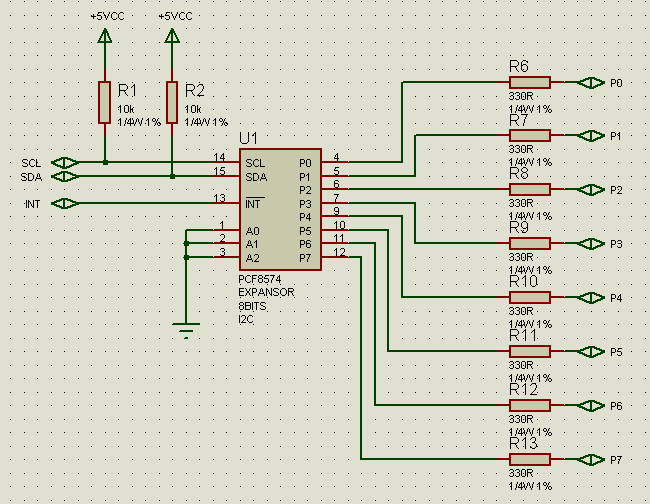 +5VCC +5VCC
R1
10k
1/4W 1%
R2
10k
1/4W 1%
SCL
SDA
INT
U1
14 SCL
15 SDA
13 INT
1 A0
2 A1
3 A2
P0 4
P1 5
P2 6
P3 7
P4 9
P5 10
P6 11
P7 12
PCF8574
EXPANSOR
8BITS
I2C
R6
330R
1/4W 1%
P0
R7
330R
1/4W 1%
P1
R8
330R
1/4W 1%
P2
R9
330R
1/4W 1%
P3
R10
330R
1/4W 1%
P4
R11
330R
1/4W 1%
P5
R12
330R
1/4W 1%
P6
R13
330R
1/4W 1%
P7